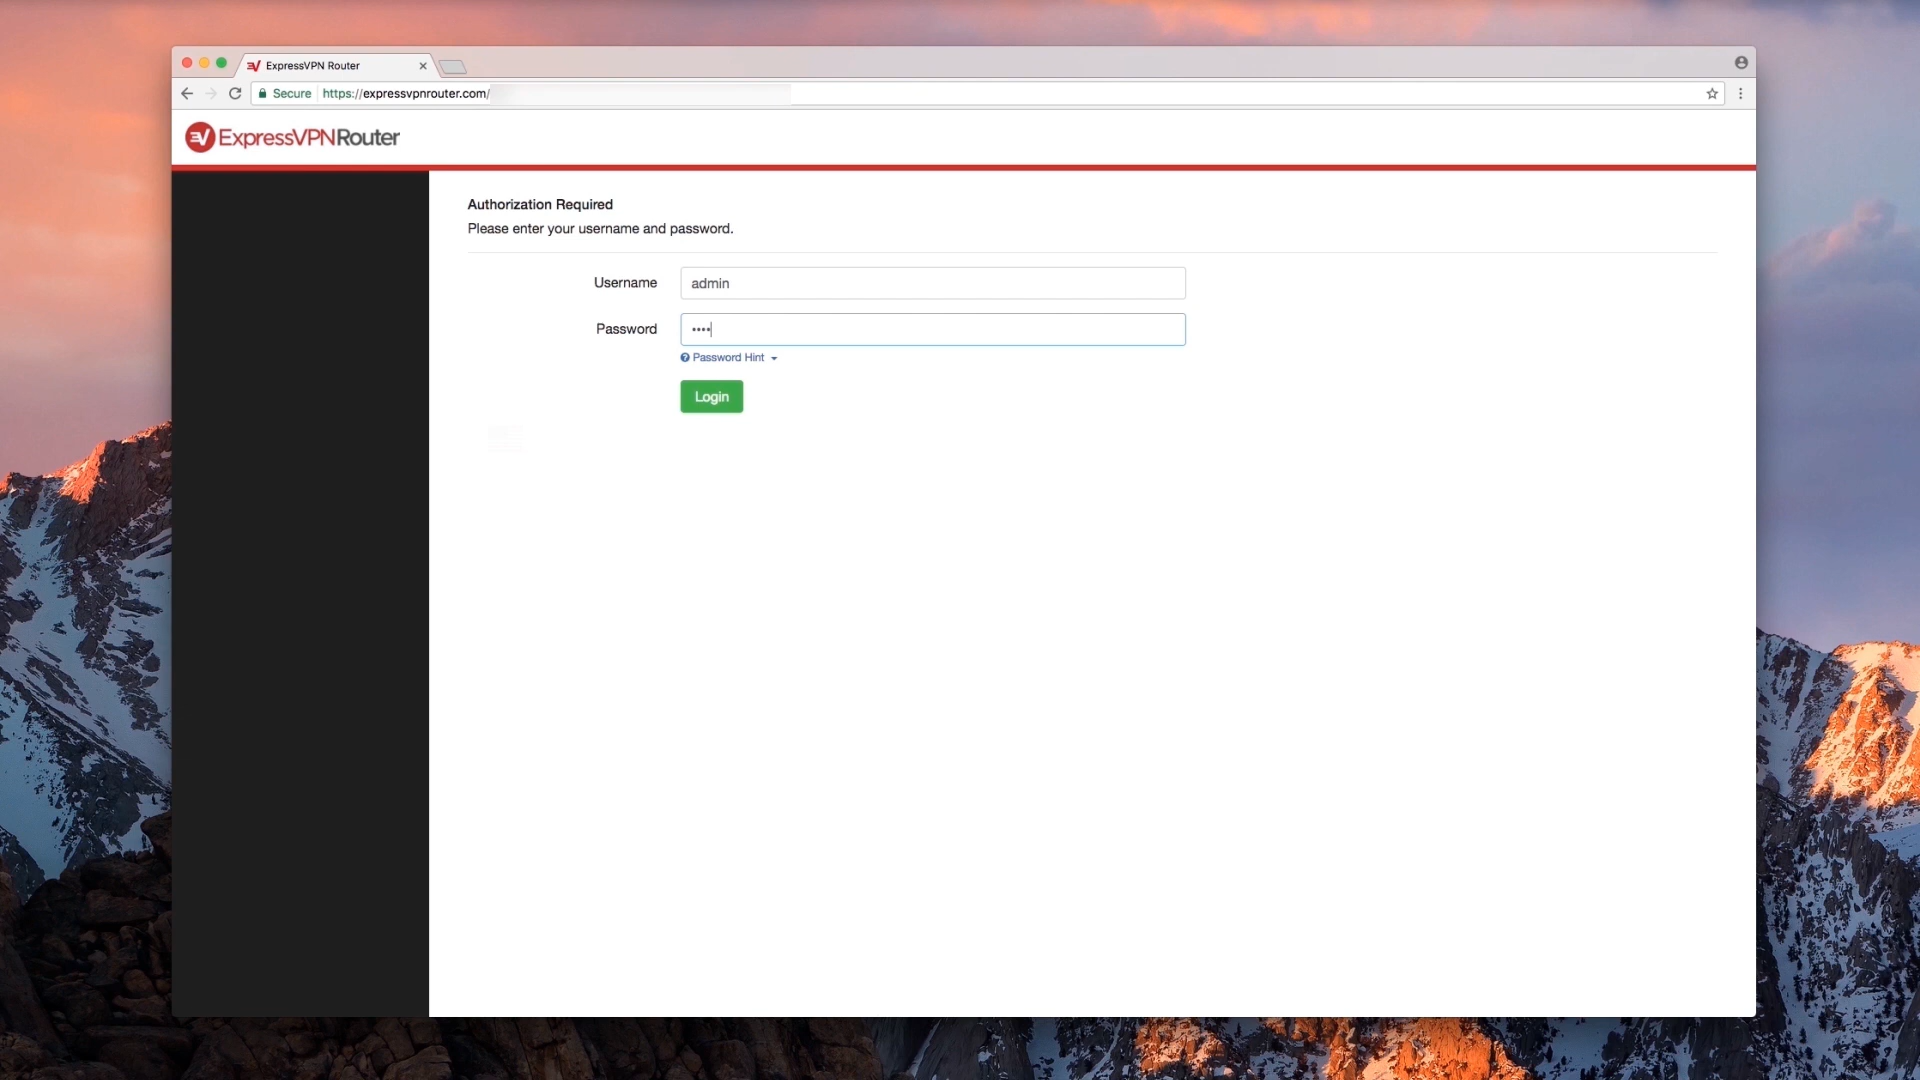 ExpressVPN Router
Secure https://expressvpnrouter.com/
ExpressVPNRouter
Authorization Required
Please enter your username and password.
Username admin
Password ••••
Password Hint
Login